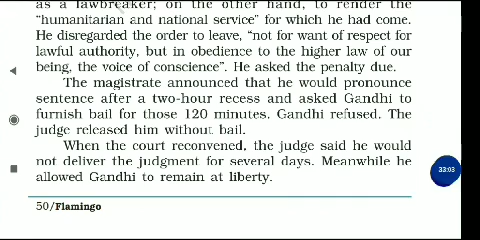 as a lawbreaker; on the other hand, to render the
“humanitarian and national service” for which he had come.
He disregarded the order to leave, “not for want of respect for
lawful authority, but in obedience to the higher law of our
being, the voice of conscience”. He asked the penalty due.
The magistrate announced that he would pronounce
sentence after a two-hour recess and asked Gandhi to
furnish bail for those 120 minutes. Gandhi refused. The
judge released him without bail.
When the court reconvened, the judge said he would
not deliver the judgment for several days. Meanwhile he
allowed Gandhi to remain at liberty.
33:03
50/Flamingo